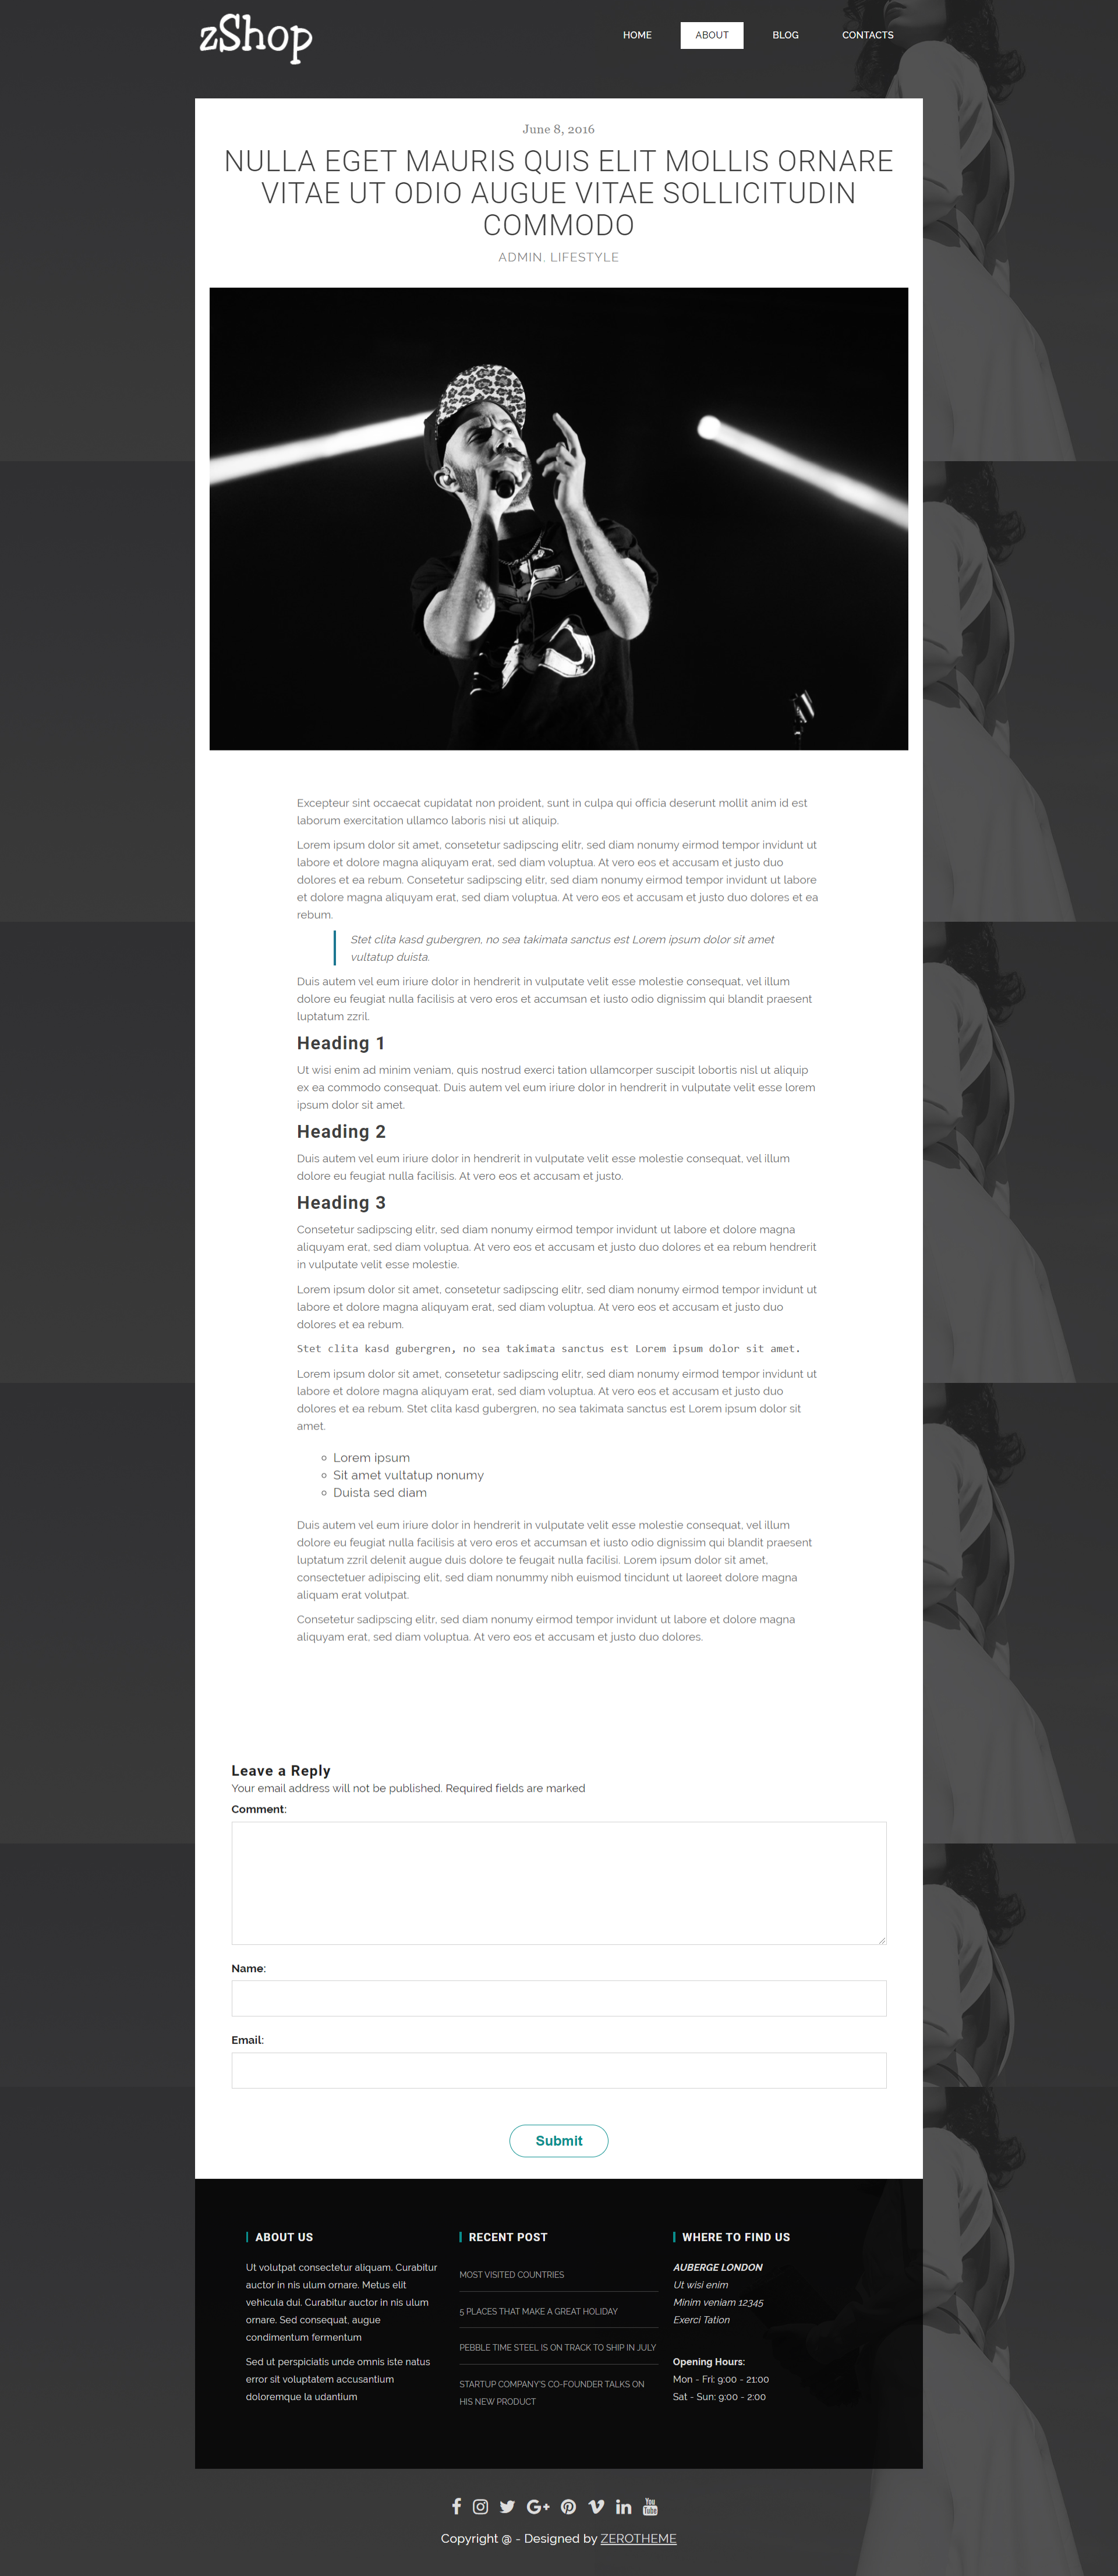 zShop
HOME
ABOUT
BLOG
CONTACTS
June 8, 2016
NULLA EGET MAURIS QUIS ELIT MOLLIS ORNARE
VITAE UT ODIO AUGUE VITAE SOLLICITUDIN
COMMODO
ADMIN. LIFESTYLE
Excepteur sint occaecat cupidatat non proident, sunt in culpa qui officia deserunt mollit anim id est
laborum exercitation ullamco laboris nisi ut aliquip.
Lorem ipsum dolor sit amet, consetetur sadipscing elitr, sed diam nonumy eirmod tempor invidunt ut
labore et dolore magna aliquyam erat, sed diam voluptua. At vero eos et accusam et justo duo
dolores et ea rebum. Consetetur sadipscing elitr, sed diam nonumy eirmod tempor invidunt ut labore
et dolore magna aliquyam erat, sed diam voluptua. At vero eos et accusam et justo duo dolores et ea
rebum.
Stet clita kasd gubergren, no sea takimata sanctus est Lorem ipsum dolor sit amet
vultatup duista.
Duis autem vel eum iriure dolor in hendrerit in vulputate velit esse molestie consequat, vel illum
dolore eu feugiat nulla facilisis at vero eros et accumsan et iusto odio dignissim qui blandit praesent
luptatum zzril.
Heading 1
Ut wisi enim ad minim veniam, quis nostrud exerci tation ullamcorper suscipit lobortis nisl ut aliquip
ex ea commodo consequat. Duis autem vel eum iriure dolor in hendrerit in vulputate velit esse lorem
ipsum dolor sit amet.
Heading 2
Duis autem vel eum iriure dolor in hendrerit in vulputate velit esse molestie consequat, vel illum
dolore eu feugiat nulla facilisis. At vero eos et accusam et justo.
Heading 3
Consetetur sadipscing elitr, sed diam nonumy eirmod tempor invidunt ut labore et dolore magna
aliquyam erat, sed diam voluptua. At vero eos et accusam et justo duo dolores et ea rebum hendrerit
in vulputate velit esse molestie.
Lorem ipsum dolor sit amet, consetetur sadipscing elitr, sed diam nonumy eirmod tempor invidunt ut
labore et dolore magna aliquyam erat, sed diam voluptua. At vero eos et accusam et justo duo
dolores et ea rebum.
Stet clita kasd gubergren, no sea takimata sanctus est Lorem ipsum dolor sit amet.
Lorem ipsum dolor sit amet, consetetur sadipscing elitr, sed diam nonumy eirmod tempor invidunt ut
labore et dolore magna aliquyam erat, sed diam voluptua. At vero eos et accusam et justo duo
dolores et ea rebum. Stet clita kasd gubergren, no sea takimata sanctus est Lorem ipsum dolor sit
amet.
Lorem ipsum
Sit amet vultatup nonumy
Duista sed diam
Duis autem vel eum iriure dolor in hendrerit in vulputate velit esse molestie consequat, vel illum
dolore eu feugiat nulla facilisis at vero eros et accumsan et iusto odio dignissim qui blandit praesent
luptatum zzril delenit augue duis dolore te feugait nulla facilisi. Lorem ipsum dolor sit amet,
consectetuer adipiscing elit, sed diam nonummy nibh euismod tincidunt ut laoreet dolore magna
aliquam erat volutpat.
Consetetur sadipscing elitr, sed diam nonumy eirmod tempor invidunt ut labore et dolore magna
aliquyam erat, sed diam voluptua. At vero eos et accusam et justo duo dolores.
Leave a Reply
Your email address will not be published. Required fields are marked
Comment:
Name:
Email:
Submit
ABOUT US
Ut volutpat consectetur aliquam. Curabitur
auctor in nis ulum ornare. Metus elit
vehicula dui. Curabitur auctor in nis ulum
ornare. Sed consequat, augue
condimentum fermentum
Sed ut perspiciatis unde omnis iste natus
error sit voluptatem accusantium
doloremque la udantium
RECENT POST
MOST VISITED COUNTRIES
5 PLACES THAT MAKE A GREAT HOLIDAY
PEBBLE TIME STEEL IS ON TRACK TO SHIP IN JULY
STARTUP COMPANY'S CO-FOUNDER TALKS ON
HIS NEW PRODUCT
WHERE TO FIND US
AUBERGE LONDON
Ut wisi enim
Minim veniam 12345
Exerci Tation
Opening Hours:
Mon - Fri: 9:00 - 21:00
Sat - Sun: 9:00 - 2:00
You
Tube
Copyright @ - Designed by ZEROTHEME